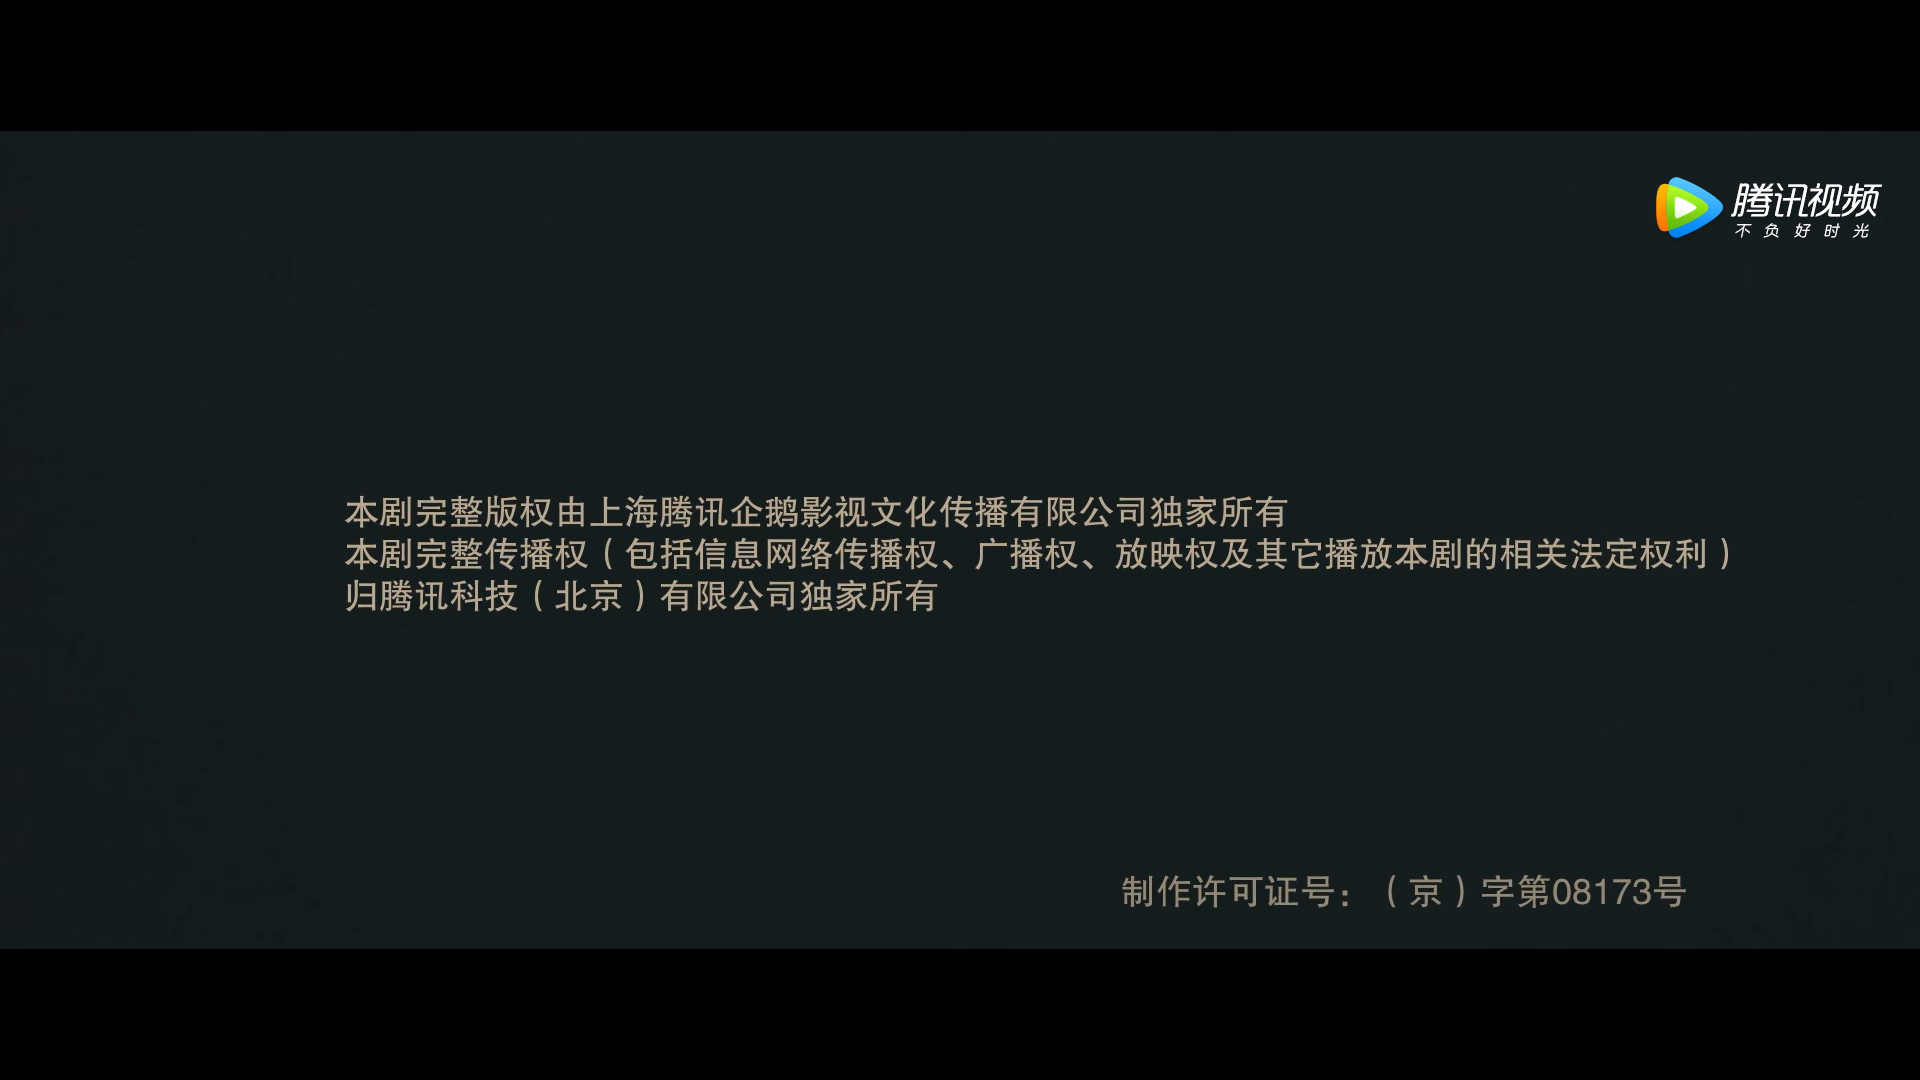 腾讯视频
不负好时光
本剧完整版权由上海腾讯企鹅影视文化传播有限公司独家所有
本剧完整传播权（包括信息网络传播权、广播权、放映权及其它播放本剧的相关法定权利）
归腾讯科技（北京）有限公司独家所有
制作许可证号：（京）字第08173号